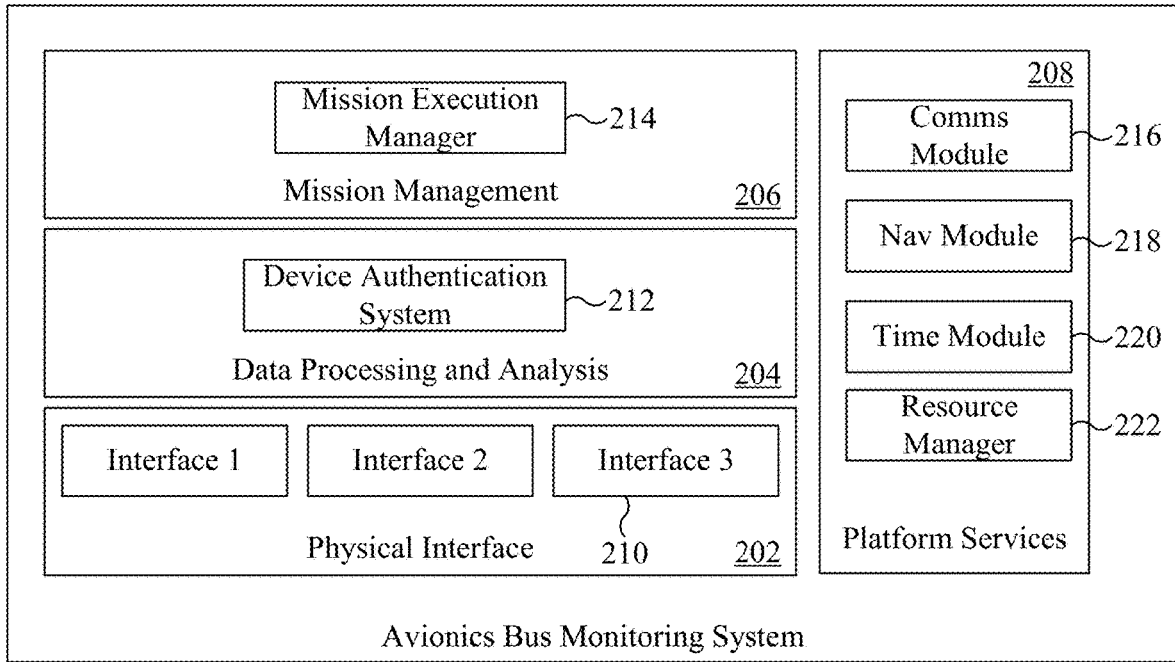 Mission Execution
Manager
214
Mission Management
206
Device Authentication
System
212
Data Processing and Analysis
204
Interface 1
Interface 2
Interface 3
210
Physical Interface
202
208
Comms
Module
216
Nav Module
218
Time Module
220
Resource
Manager
222
Platform Services
Avionics Bus Monitoring System